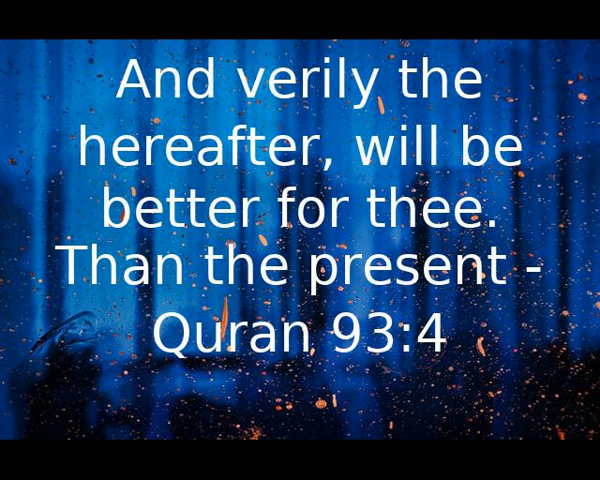 And verily the
hereafter, will be
better for thee.
Than the present -
Quran 93:4